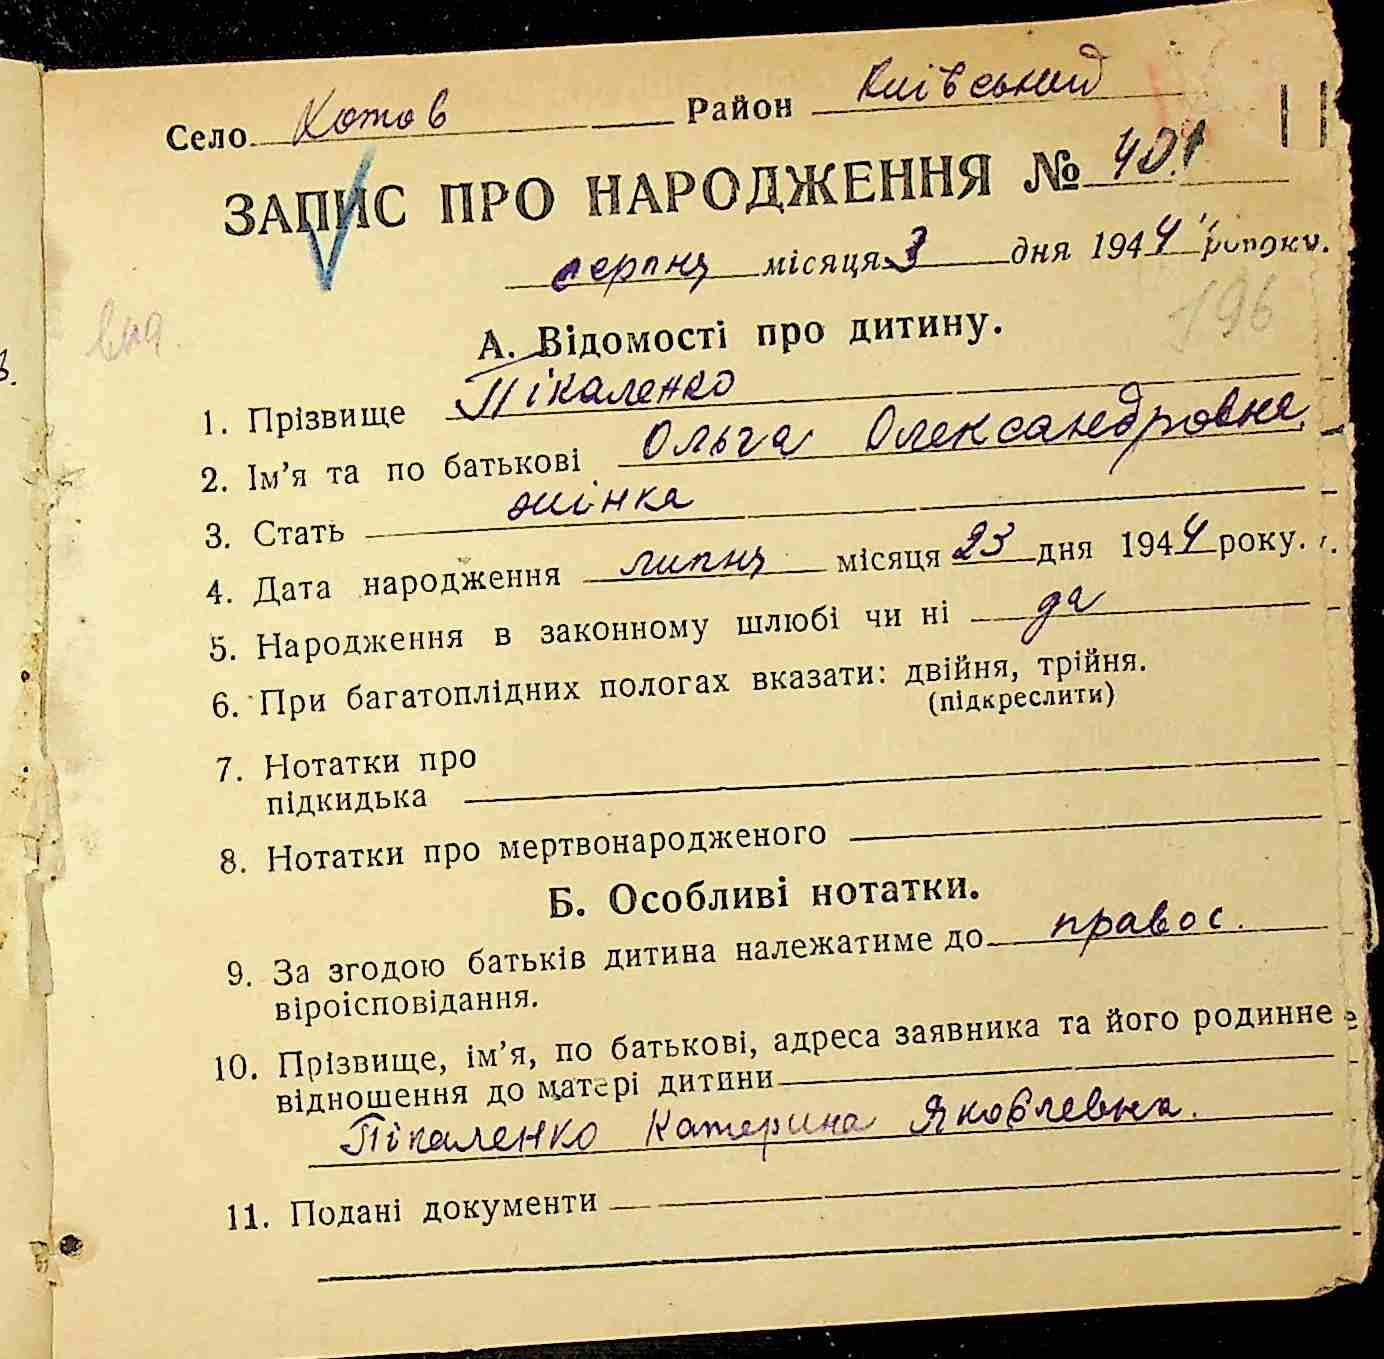 Село Котов Район Київський
ЗАПИС ПРО НАРОДЖЕННЯ № 401
серпня місяця 3 дня 1944 року.
196
А. Відомості про дитину.
1. Прізвище Пікаленко
2. Ім'я та по батькові Ольга Олександровна
3. Стать жінка
4. Дата народження липня місяця 23 дня 1944 року.
5. Народження в законному шлюбі чи ні да
6. При багатоплідних пологах вказати: двійня, трійня.
(підкреслити)
7. Нотатки про
підкидька
8. Нотатки про мертвонародженого
Б. Особливі нотатки.
9. За згодою батьків дитина належатиме до правос.
віроісповідання.
10. Прізвище, ім'я, по батькові, адреса заявника та його родинне
відношення до матері дитини
Пікаленко Катерина Яковлевна.
11. Подані документи